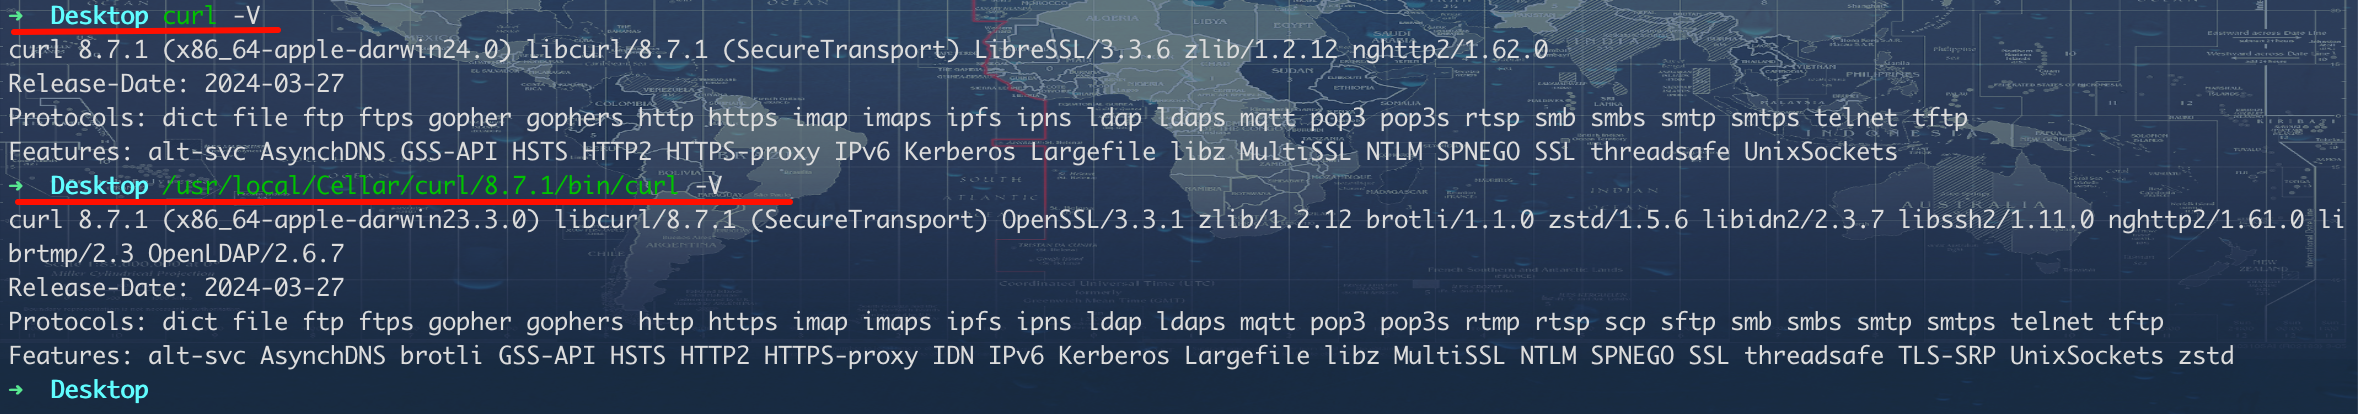 → Desktop curl -V
curl 8.7.1 (x86_64-apple-darwin24.0) libcurl/8.7.1 (SecureTransport) LibreSSL/3.3.6 zlib/1.2.12 nghttp2/1.62.0
Release-Date: 2024-03-27
Protocols: dict file ftp ftps gopher gophers http https imap imaps ipfs ipns ldap ldaps mqtt pop3 pop3s rtsp smb smbs smtp smtps telnet tftp
Features: alt-svc AsynchDNS GSS-API HSTS HTTP2 HTTPS-proxy IPv6 Kerberos Largefile libz MultiSSL NTLM SPNEGO SSL threadsafe UnixSockets
→ Desktop /usr/local/Cellar/curl/8.7.1/bin/curl -V
curl 8.7.1 (x86_64-apple-darwin23.3.0) libcurl/8.7.1 (SecureTransport) OpenSSL/3.3.1 zlib/1.2.12 brotli/1.1.0 zstd/1.5.6 libidn2/2.3.7 libssh2/1.11.0 nghttp2/1.61.0 li
brtmp/2.3 OpenLDAP/2.6.7
Release-Date: 2024-03-27
Protocols: dict file ftp ftps gopher gophers http https imap imaps ipfs ipns ldap ldaps mqtt pop3 pop3s rtmp rtsp scp sftp smb smbs smtp smtps telnet tftp
Features: alt-svc AsynchDNS brotli GSS-API HSTS HTTP2 HTTPS-proxy IDN IPv6 Kerberos Largefile libz MultiSSL NTLM SPNEGO SSL threadsafe TLS-SRP UnixSockets zstd
→ Desktop